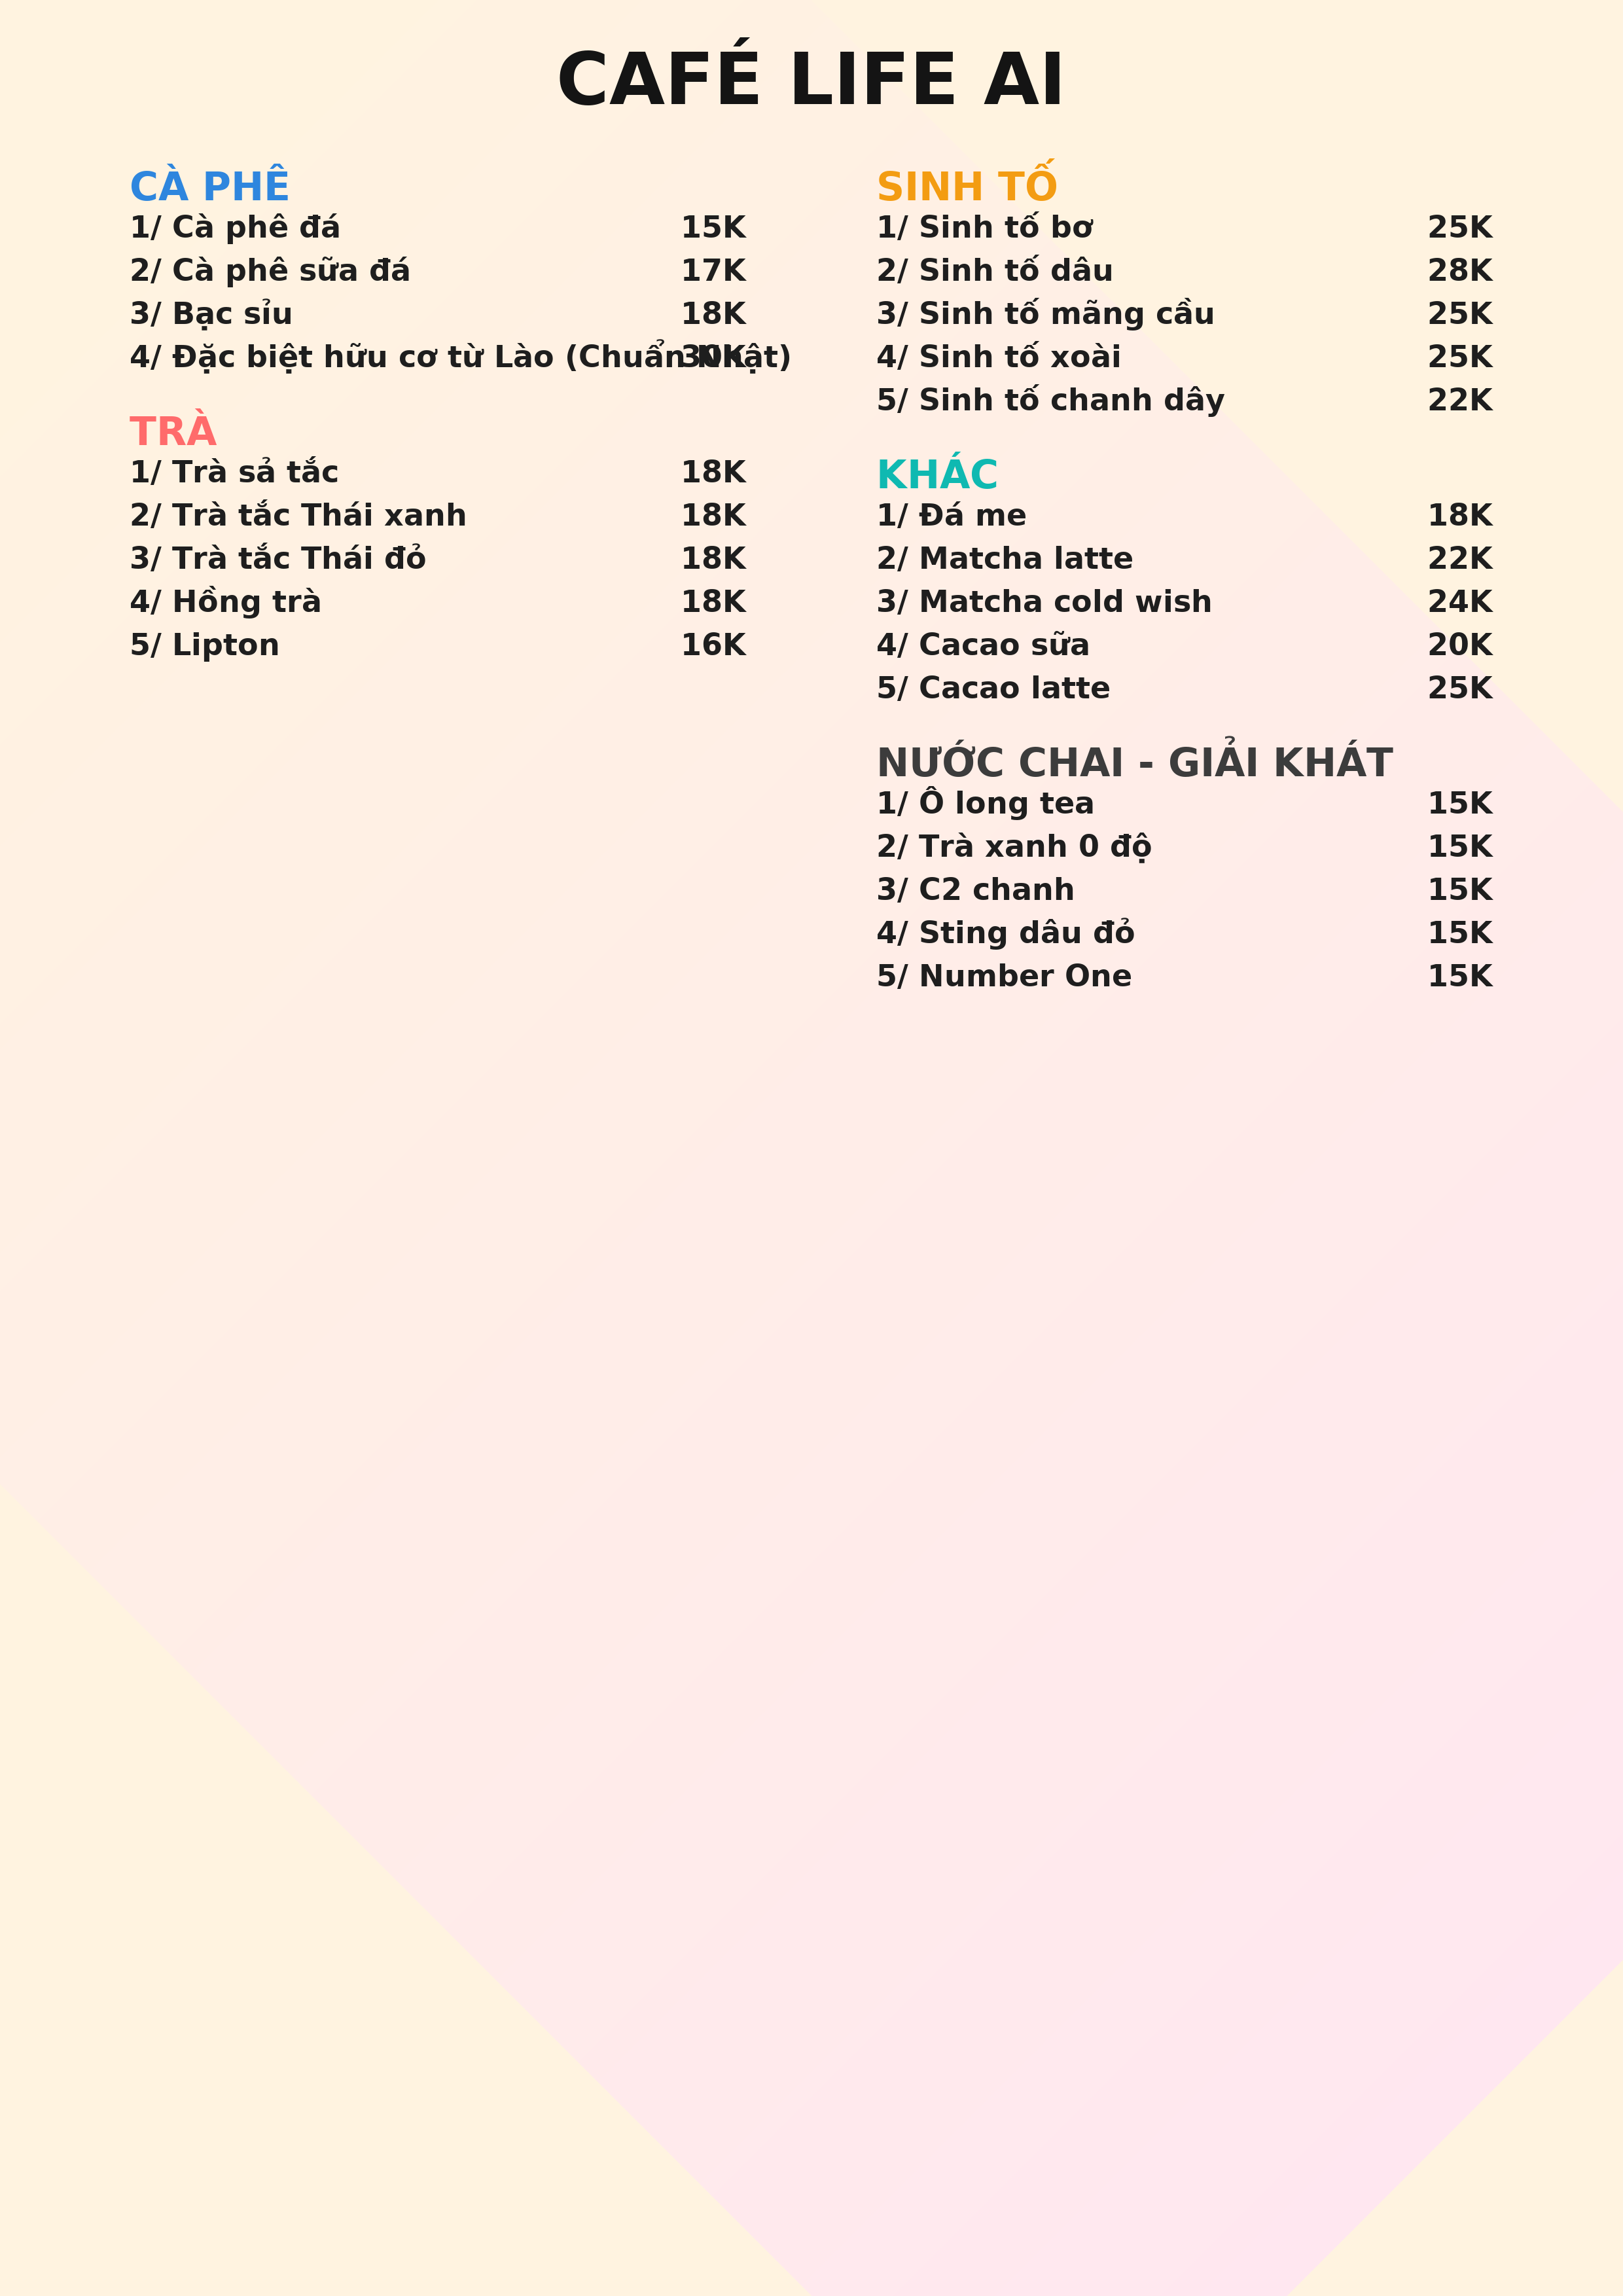 CAFÉ LIFE AI
CÀ PHÊ
1/ Cà phê đá 15K
2/ Cà phê sữa đá 17K
3/ Bạc sỉu 18K
4/ Đặc biệt hữu cơ từ Lào (Chuẩn Nhật) 30K
TRÀ
1/ Trà sả tắc 18K
2/ Trà tắc Thái xanh 18K
3/ Trà tắc Thái đỏ 18K
4/ Hồng trà 18K
5/ Lipton 16K
SINH TỐ
1/ Sinh tố bơ 25K
2/ Sinh tố dâu 28K
3/ Sinh tố mãng cầu 25K
4/ Sinh tố xoài 25K
5/ Sinh tố chanh dây 22K
KHÁC
1/ Đá me 18K
2/ Matcha latte 22K
3/ Matcha cold wish 24K
4/ Cacao sữa 20K
5/ Cacao latte 25K
NƯỚC CHAI - GIẢI KHÁT
1/ Ô long tea 15K
2/ Trà xanh 0 độ 15K
3/ C2 chanh 15K
4/ Sting dâu đỏ 15K
5/ Number One 15K